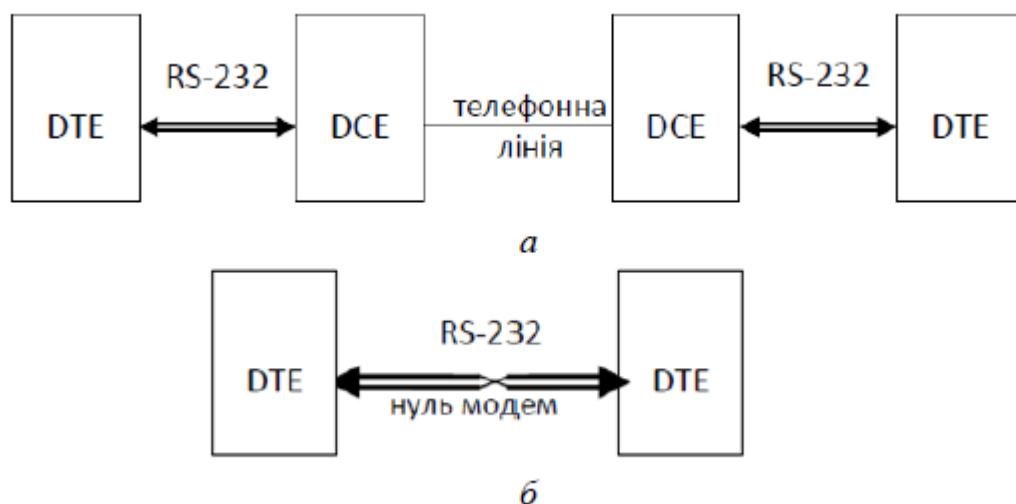 RS-232
RS-232
DTE
DCE
телефонна
лінія
DCE
DTE
а
RS-232
DTE
DTE
нуль модем
б